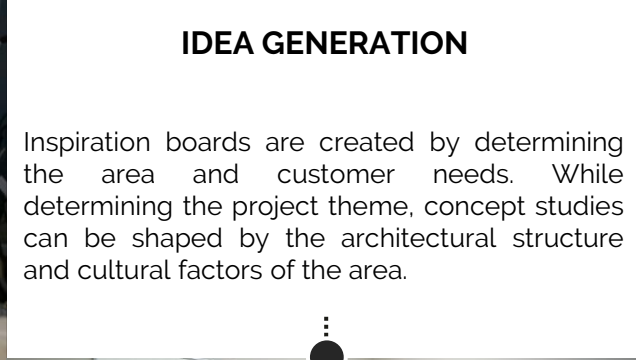 IDEA GENERATION
Inspiration boards are created by determining
the area and customer needs. While
determining the project theme, concept studies
can be shaped by the architectural structure
and cultural factors of the area.